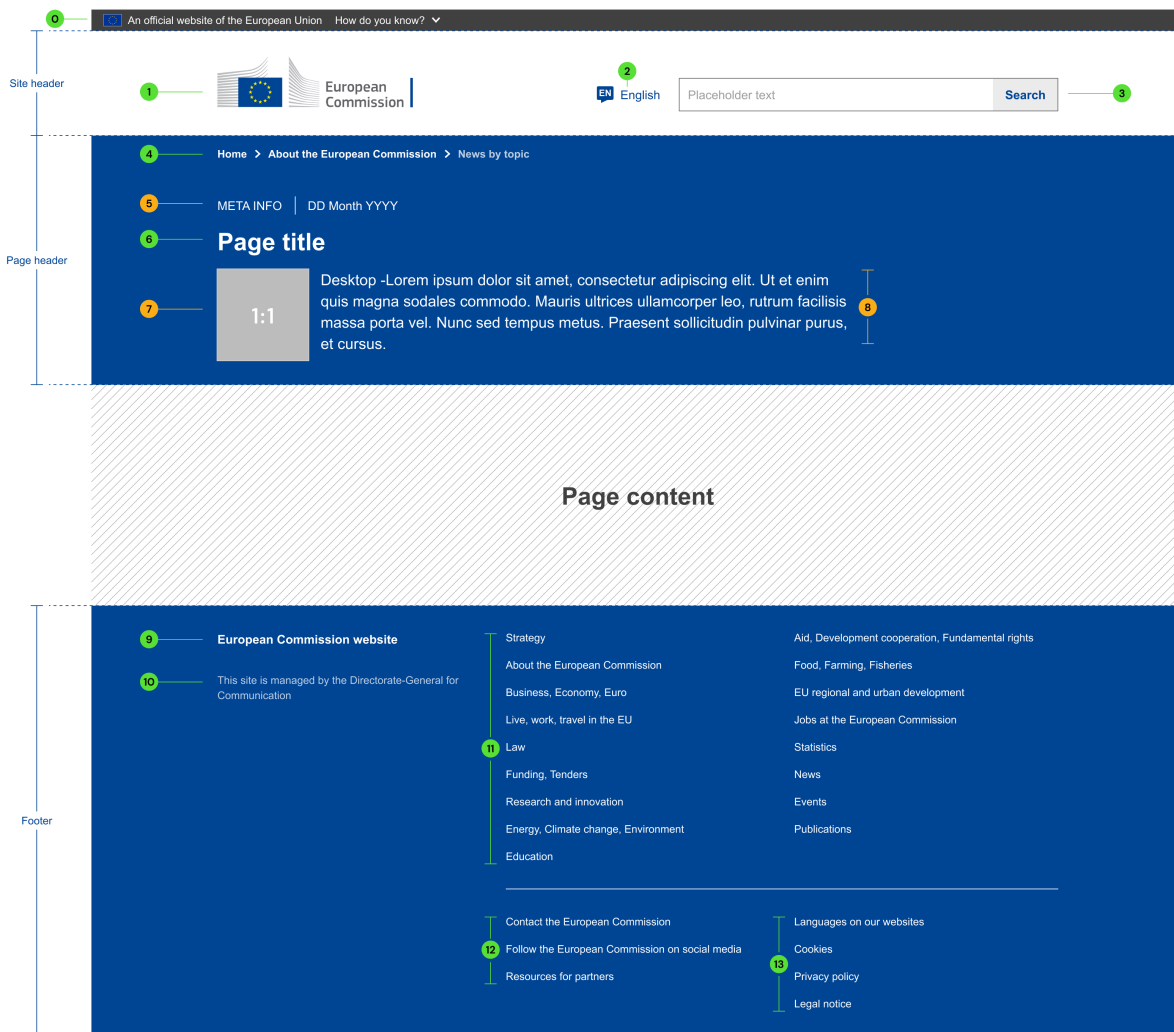 0
An official website of the European Union How do you know?
Site header
1
European
Commission
2
EN English
Placeholder text
Search
3
4
Home > About the European Commission > News by topic
5
META INFO | DD Month YYYY
6
Page title
Page header
7
1:1
Desktop -Lorem ipsum dolor sit amet, consectetur adipiscing elit. Ut et enim
quis magna sodales commodo. Mauris ultrices ullamcorper leo, rutrum facilisis
massa porta vel. Nunc sed tempus metus. Praesent sollicitudin pulvinar purus,
et cursus.
8
Page content
Footer
9
European Commission website
10
This site is managed by the Directorate-General for
Communication
11
Strategy
About the European Commission
Business, Economy, Euro
Live, work, travel in the EU
Law
Funding, Tenders
Research and innovation
Energy, Climate change, Environment
Education
Aid, Development cooperation, Fundamental rights
Food, Farming, Fisheries
EU regional and urban development
Jobs at the European Commission
Statistics
News
Events
Publications
12
Contact the European Commission
Follow the European Commission on social media
Resources for partners
13
Languages on our websites
Cookies
Privacy policy
Legal notice